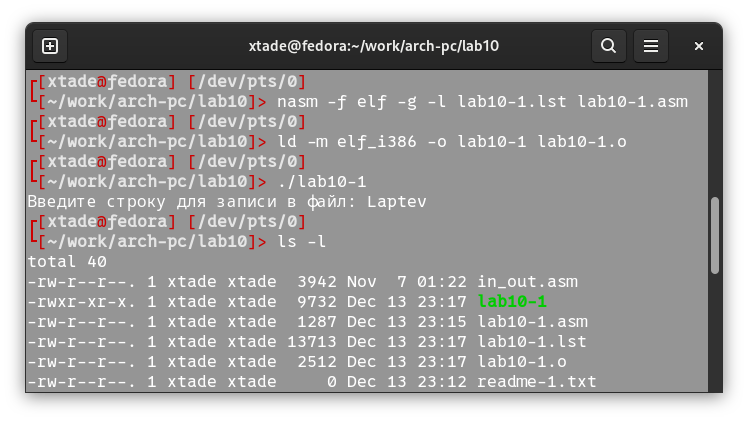 xtade@fedora:~/work/arch-pc/lab10
┌[xtade@fedora] [/dev/pts/0]
└[~/work/arch-pc/lab10]> nasm -f elf -g -l lab10-1.lst lab10-1.asm
┌[xtade@fedora] [/dev/pts/0]
└[~/work/arch-pc/lab10]> ld -m elf_i386 -o lab10-1 lab10-1.o
┌[xtade@fedora] [/dev/pts/0]
└[~/work/arch-pc/lab10]> ./lab10-1
Введите строку для записи в файл: Laptev
┌[xtade@fedora] [/dev/pts/0]
└[~/work/arch-pc/lab10]> ls -l
total 40
-rw-r--r--. 1 xtade xtade  3942 Nov  7 01:22 in_out.asm
-rwxr-xr-x. 1 xtade xtade  9732 Dec 13 23:17 lab10-1
-rw-r--r--. 1 xtade xtade  1287 Dec 13 23:15 lab10-1.asm
-rw-r--r--. 1 xtade xtade 13713 Dec 13 23:17 lab10-1.lst
-rw-r--r--. 1 xtade xtade  2512 Dec 13 23:17 lab10-1.o
-rw-r--r--. 1 xtade xtade     0 Dec 13 23:12 readme-1.txt